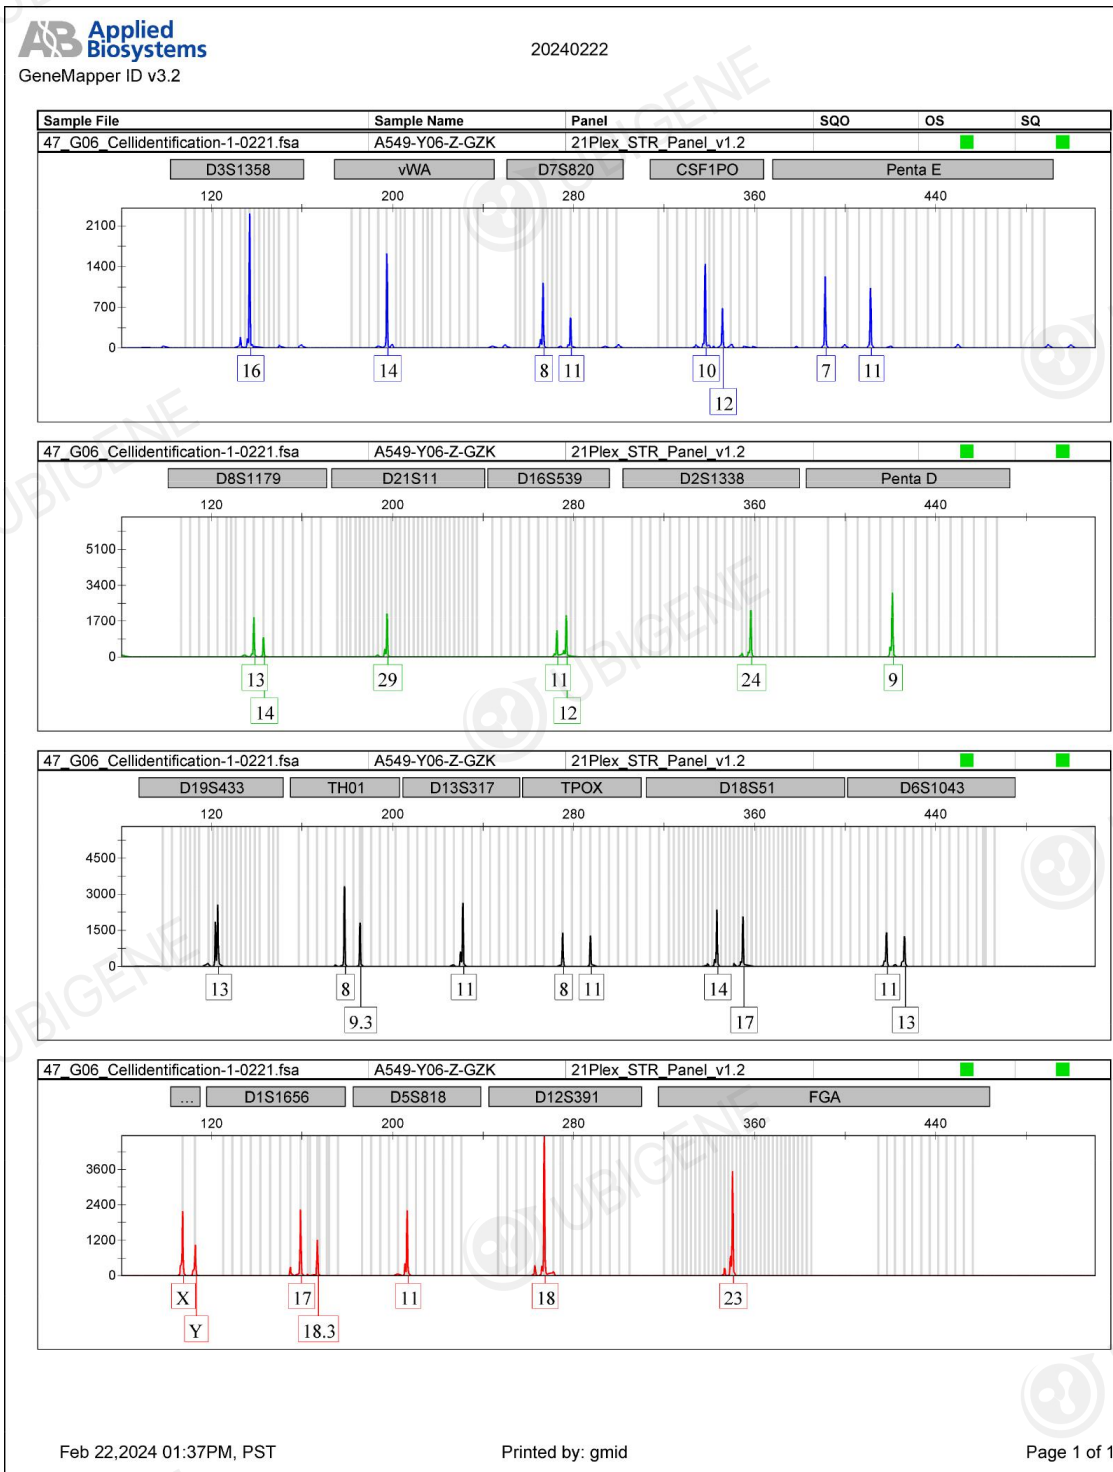 AB Applied
Biosystems
20240222
GeneMapper ID v3.2
Sample File Sample Name Panel SQO OS SQ
47_G06_Cellidentification-1-0221.fsa A549-Y06-Z-GZK 21Plex_STR_Panel_v1.2
D3S1358 vWA D7S820 CSF1PO Penta E
120 200 280 360 440
2100
1400
700
0
16 14 8 11 10 7 11
12
47_G06_Cellidentification-1-0221.fsa A549-Y06-Z-GZK 21Plex_STR_Panel_v1.2
D8S1179 D21S11 D16S539 D2S1338 Penta D
120 200 280 360 440
5100
3400
1700
0
13 29 11 24 9
14 12
47_G06_Cellidentification-1-0221.fsa A549-Y06-Z-GZK 21Plex_STR_Panel_v1.2
D19S433 TH01 D13S317 TPOX D18S51 D6S1043
120 200 280 360 440
4500
3000
1500
0
13 8 11 8 11 14 11
9.3 17 13
47_G06_Cellidentification-1-0221.fsa A549-Y06-Z-GZK 21Plex_STR_Panel_v1.2
... D1S1656 D5S818 D12S391 FGA
120 200 280 360 440
3600
2400
1200
0
X 17 11 18 23
Y 18.3
Feb 22,2024 01:37PM, PST Printed by: gmid Page 1 of 1
UBIGENE
UBIGENE
UBIGENE
UBIGENE
UBIGENE